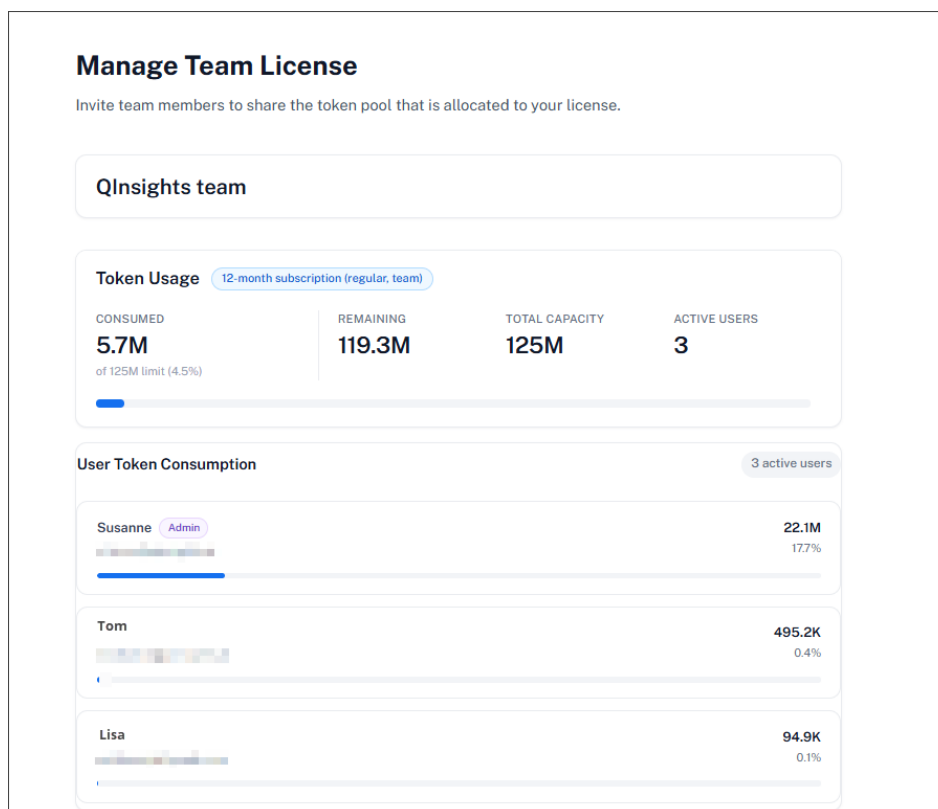 Manage Team License
Invite team members to share the token pool that is allocated to your license.
QInsights team
Token Usage 12-month subscription (regular, team)
CONSUMED REMAINING TOTAL CAPACITY ACTIVE USERS
5.7M 119.3M 125M 3
of 125M limit (4.5%)
User Token Consumption 3 active users
Susanne Admin 22.1M
17.7%
Tom 495.2K
0.4%
Lisa 94.9K
0.1%